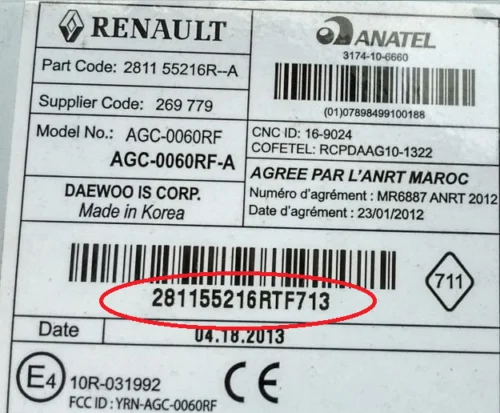 RENAULT
Part Code: 2811 55216R--A
Supplier Code: 269 779
Model No.: AGC-0060RF
AGC-0060RF-A
DAEWOO IS CORP.
Made in Korea
ANATEL
3174-10-6660
(01)07898499100188
CNC ID: 16-9024
COFETEL: RCPDAAG10-1322
AGREE PAR L'ANRT MAROC
Numéro d'agrément : MR6887 ANRT 2012
Date d'agrément : 23/01/2012
281155216RTF713
711
Date
04.18.2013
E4
10R-031992
FCC ID : YRN-AGC-0060RF
CE